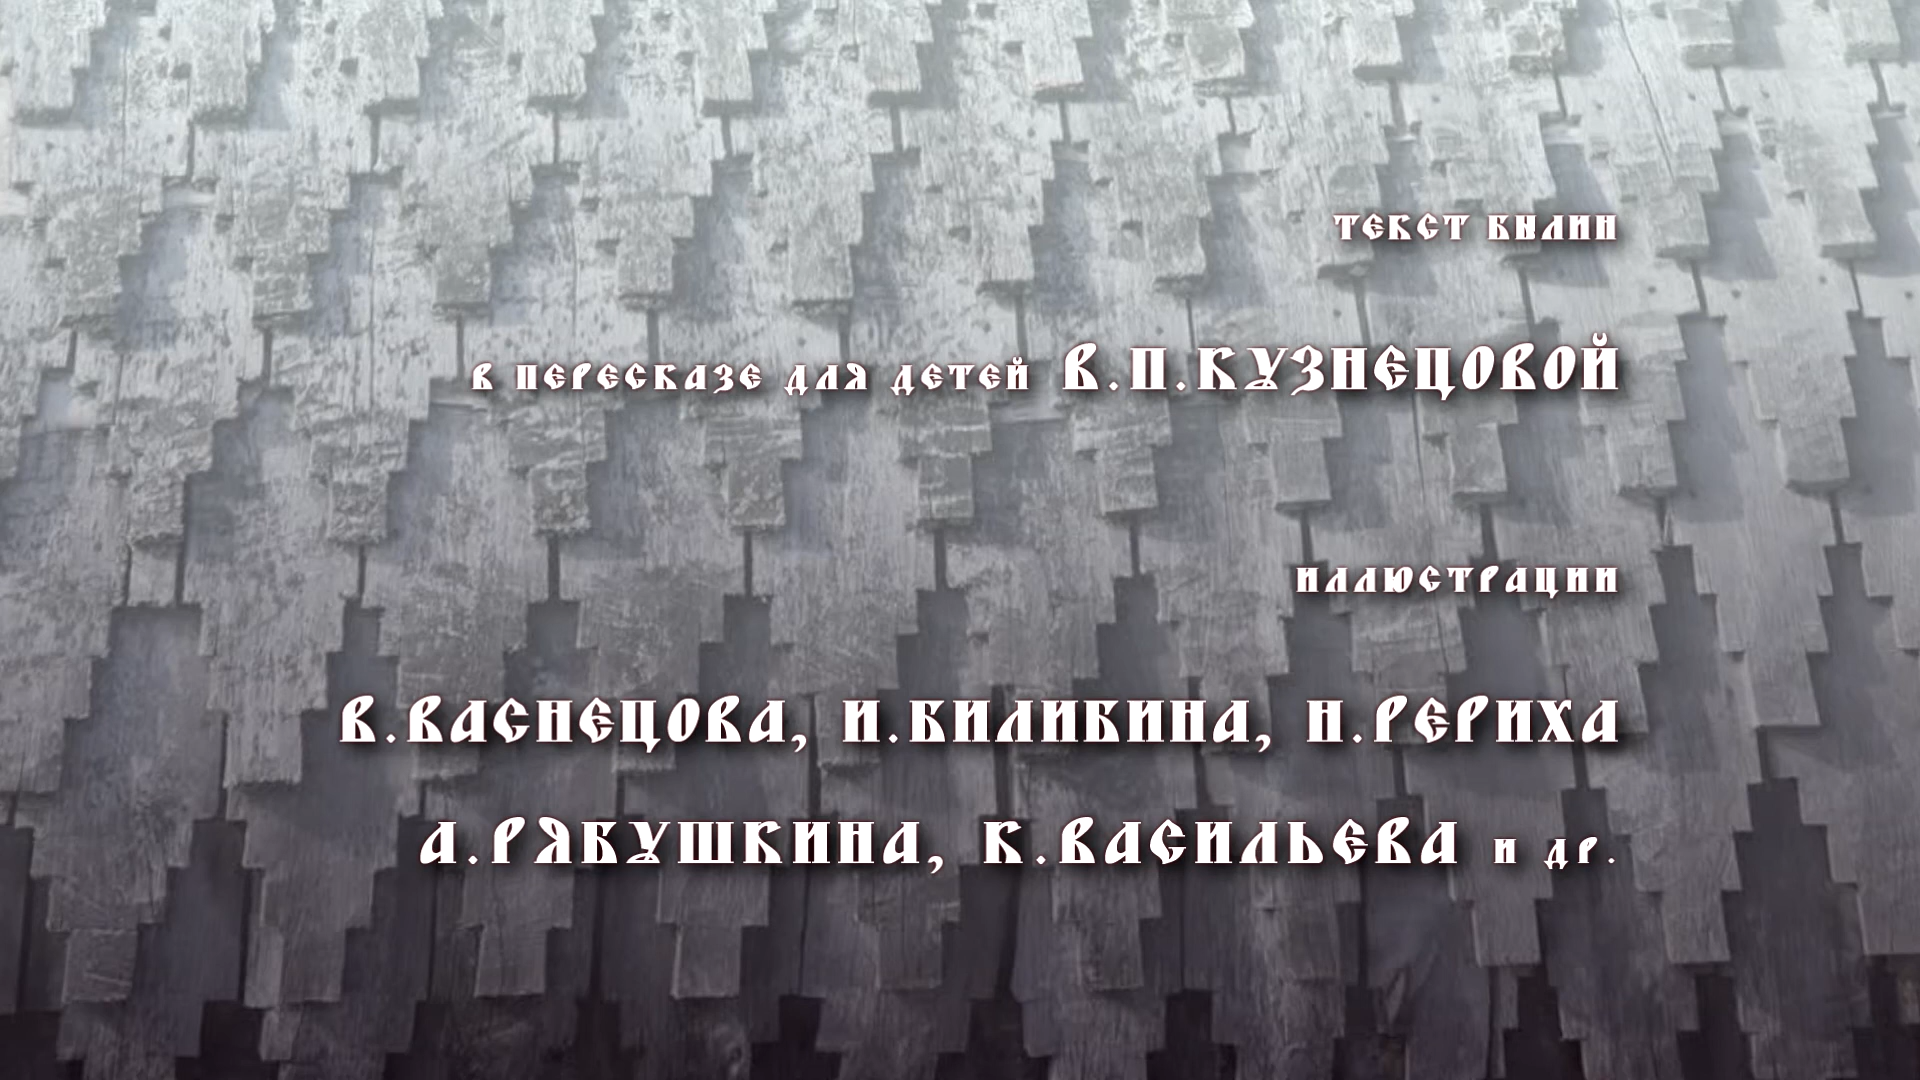 ТЕКСТ БЫЛИН
В ПЕРЕСКАЗЕ ДЛЯ ДЕТЕЙ В.П.КУЗНЕЦОВОЙ
ИЛЛЮСТРАЦИИ
В.ВАСНЕЦОВА, И.БИЛИБИНА, Н.РЕРИХА
А.РЯБУШКИНА, К.ВАСИЛЬЕВА И ДР.